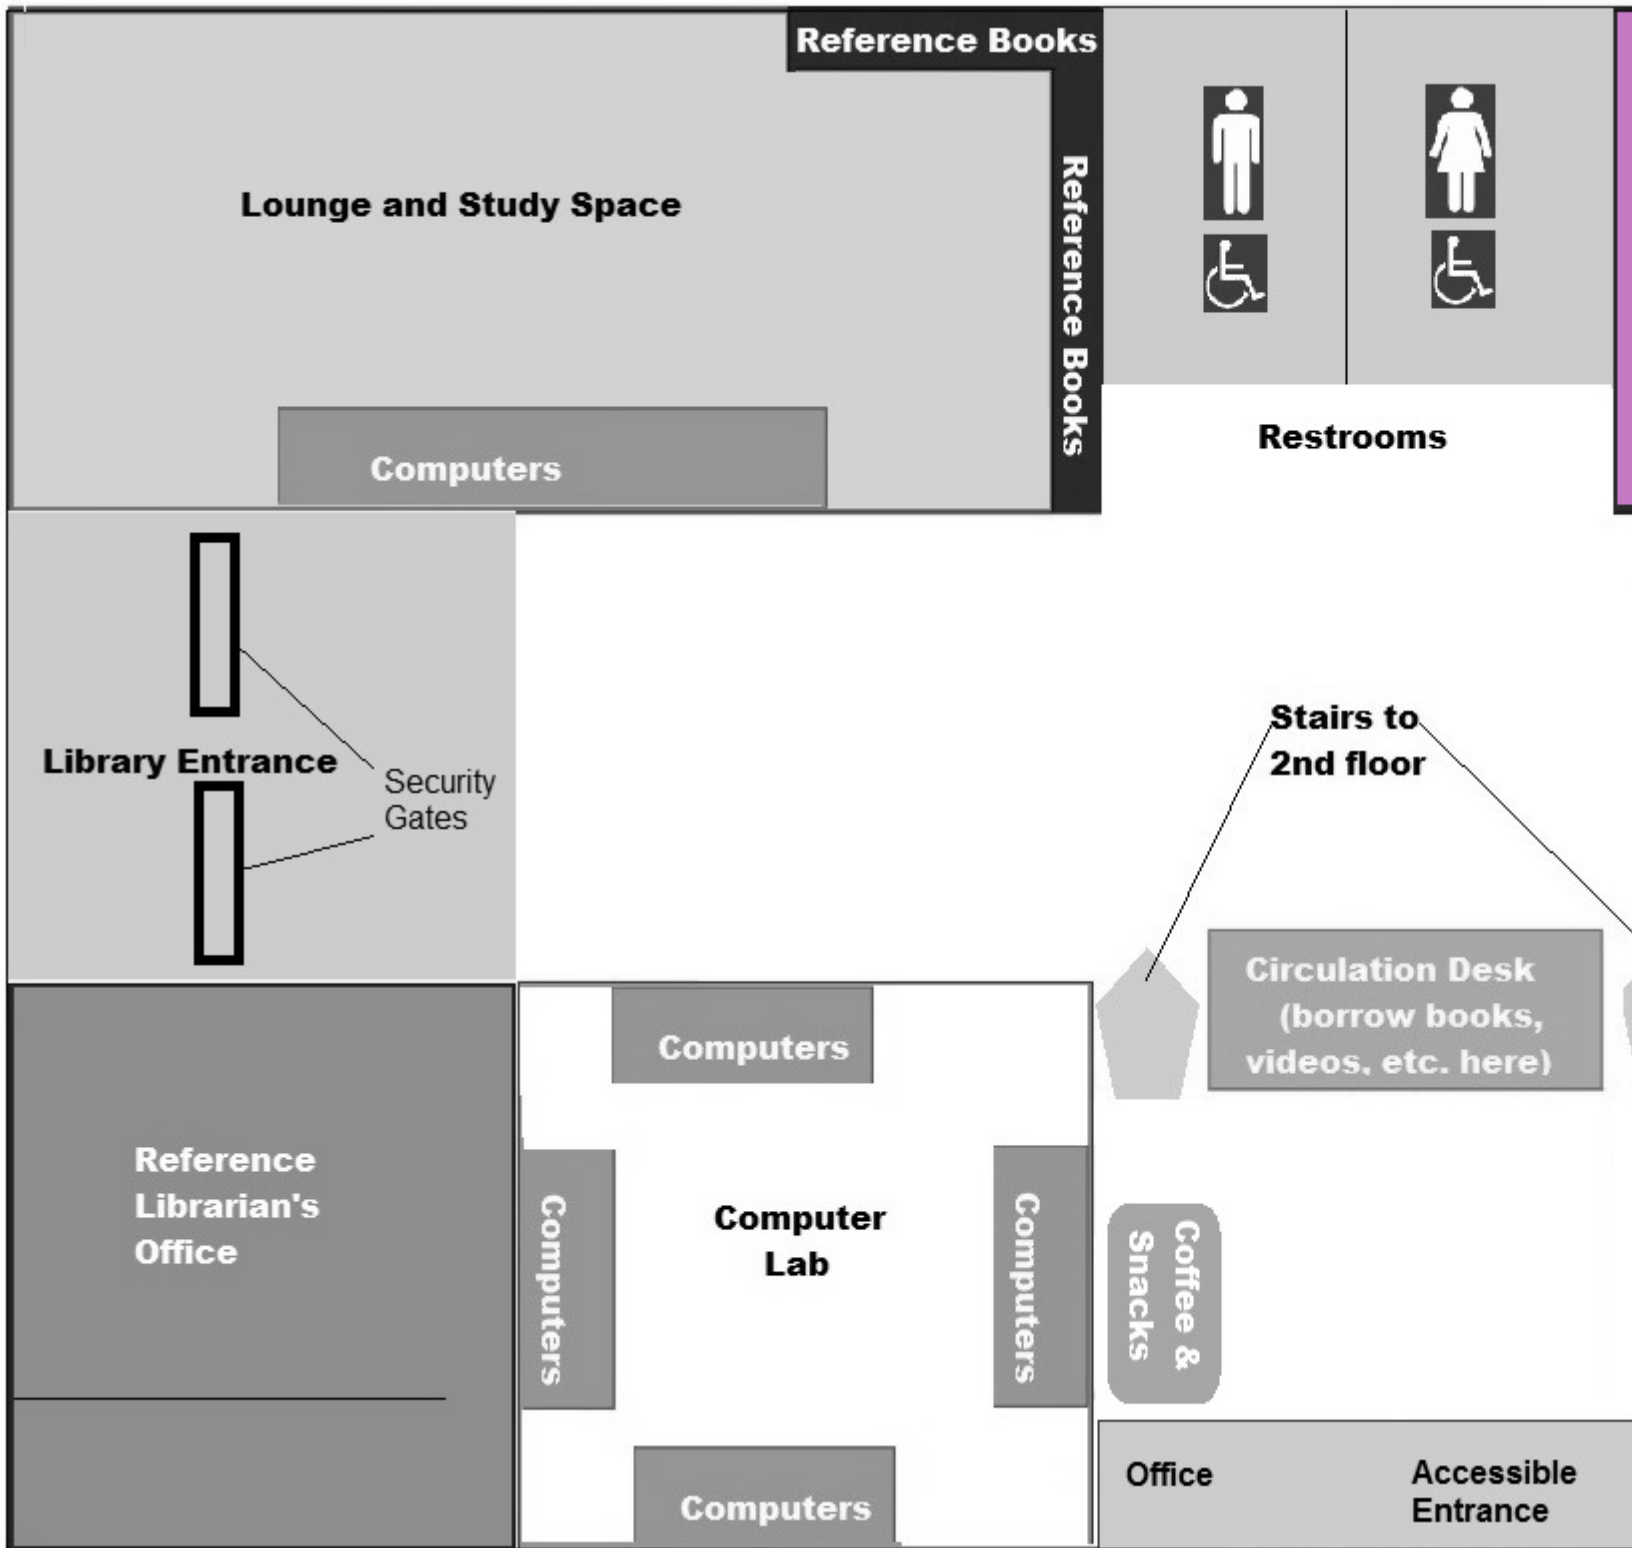 Reference Books
Reference Books
Lounge and Study Space
Computers
Restrooms
Library Entrance
Security
Gates
Stairs to
2nd floor
Circulation Desk
(borrow books,
videos, etc. here)
Reference
Librarian's
Office
Computers
Computers
Computer
Lab
Computers
Computers
Coffee &
Snacks
Office
Accessible
Entrance